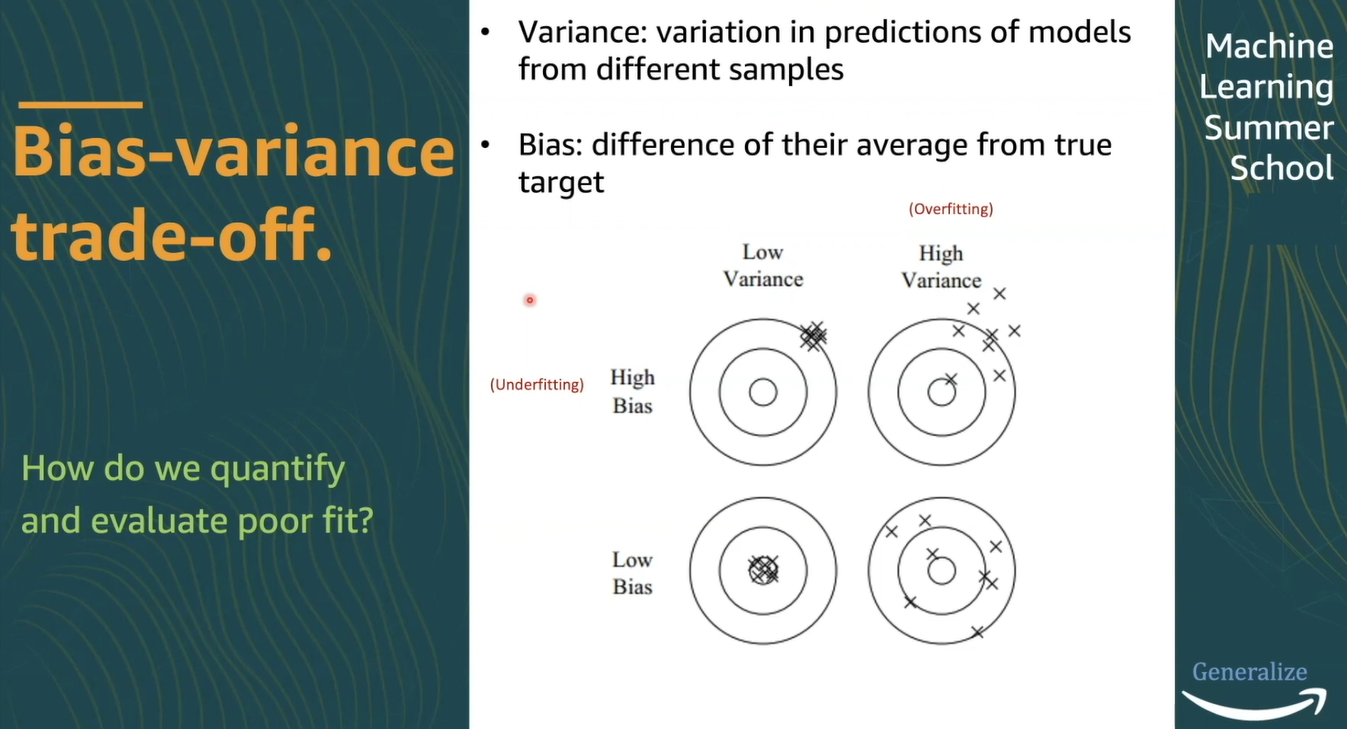 Bias-variance
trade-off.
How do we quantify
and evaluate poor fit?
• Variance: variation in predictions of models
from different samples
• Bias: difference of their average from true
target
(Overfitting)
Low
Variance
High
Variance
(Underfitting)
High
Bias
Low
Bias
Machine
Learning
Summer
School
Generalize